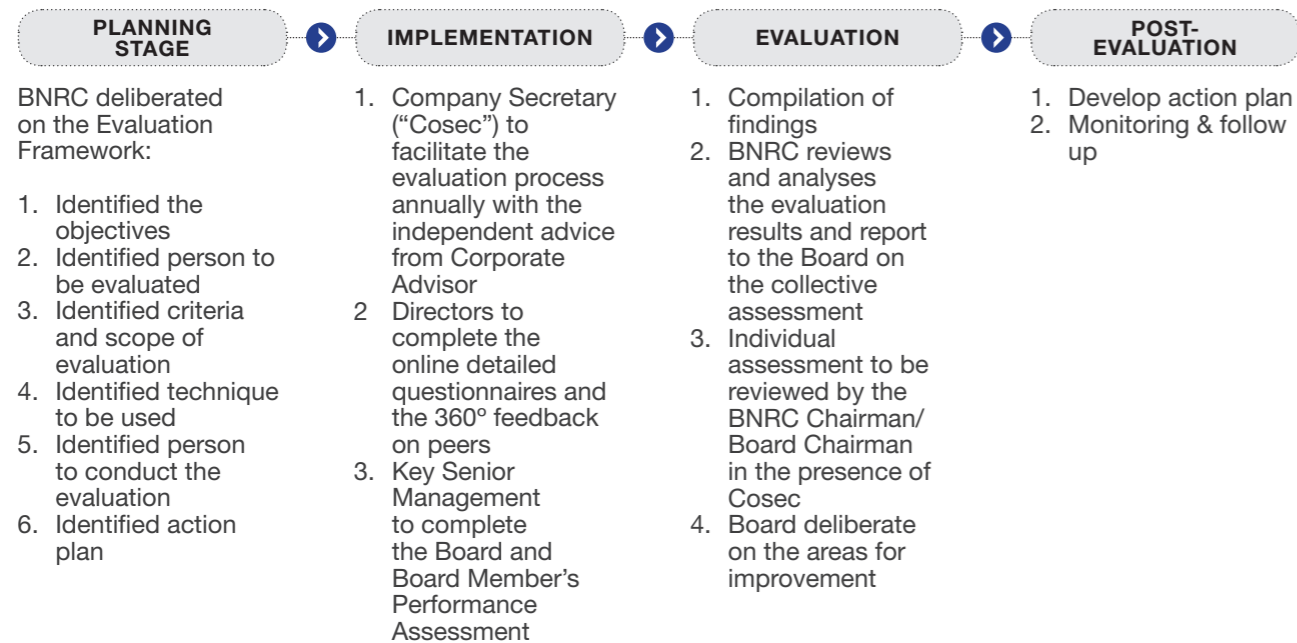 PLANNING
STAGE
BNRC deliberated
on the Evaluation
Framework:
1. Identified the
objectives
2. Identified person to
be evaluated
3. Identified criteria
and scope of
evaluation
4. Identified technique
to be used
5. Identified person
to conduct the
evaluation
6. Identified action
plan
IMPLEMENTATION
1. Company Secretary
(“Cosec”) to
facilitate the
evaluation process
annually with the
independent advice
from Corporate
Advisor
2 Directors to
complete the
online detailed
questionnaires and
the 360º feedback
on peers
3. Key Senior
Management
to complete
the Board and
Board Member’s
Performance
Assessment
EVALUATION
1. Compilation of
findings
2. BNRC reviews
and analyses
the evaluation
results and report
to the Board on
the collective
assessment
3. Individual
assessment to be
reviewed by the
BNRC Chairman/
Board Chairman
in the presence of
Cosec
4. Board deliberate
on the areas for
improvement
POST-
EVALUATION
1. Develop action plan
2. Monitoring & follow
up